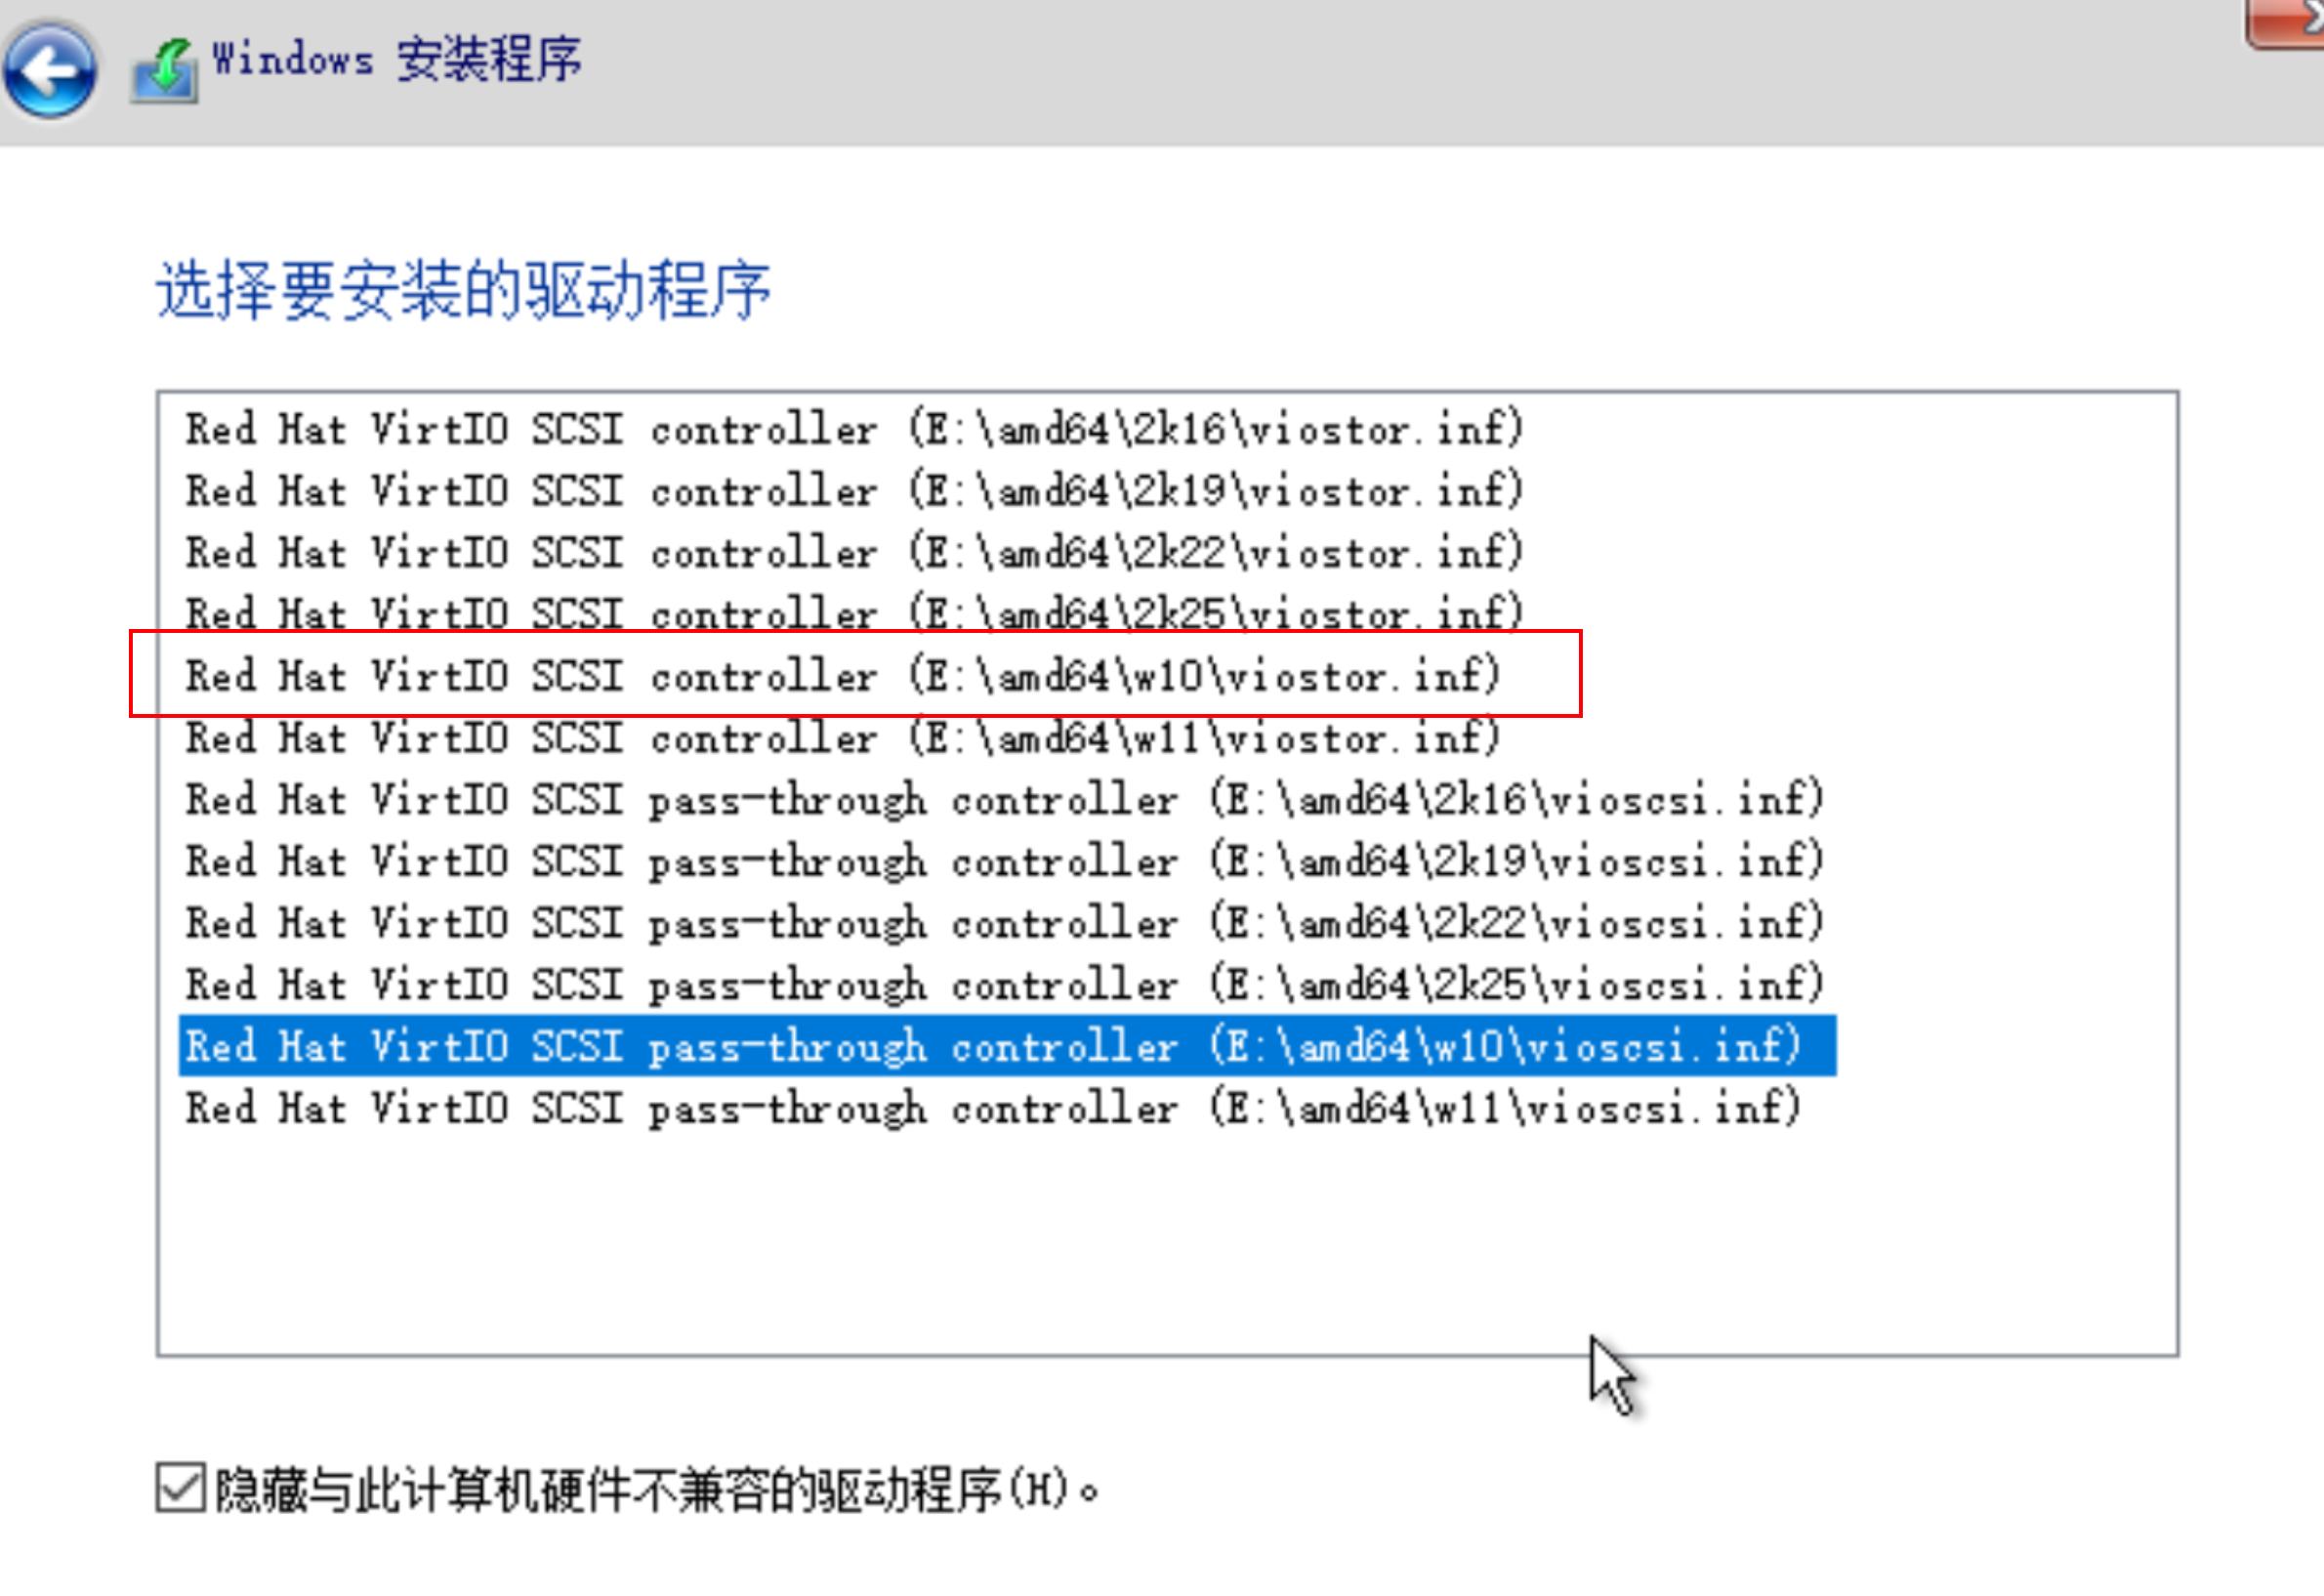 Windows 安装程序
选择要安装的驱动程序
Red Hat VirtIO SCSI controller (E:\amd64\2k16\viostor.inf)
Red Hat VirtIO SCSI controller (E:\amd64\2k19\viostor.inf)
Red Hat VirtIO SCSI controller (E:\amd64\2k22\viostor.inf)
Red Hat VirtIO SCSI controller (E:\amd64\2k25\viostor.inf)
Red Hat VirtIO SCSI controller (E:\amd64\w10\viostor.inf)
Red Hat VirtIO SCSI controller (E:\amd64\w11\viostor.inf)
Red Hat VirtIO SCSI pass-through controller (E:\amd64\2k16\vioscsi.inf)
Red Hat VirtIO SCSI pass-through controller (E:\amd64\2k19\vioscsi.inf)
Red Hat VirtIO SCSI pass-through controller (E:\amd64\2k22\vioscsi.inf)
Red Hat VirtIO SCSI pass-through controller (E:\amd64\2k25\vioscsi.inf)
Red Hat VirtIO SCSI pass-through controller (E:\amd64\w10\vioscsi.inf)
Red Hat VirtIO SCSI pass-through controller (E:\amd64\w11\vioscsi.inf)
隐藏与此计算机硬件不兼容的驱动程序(H)。